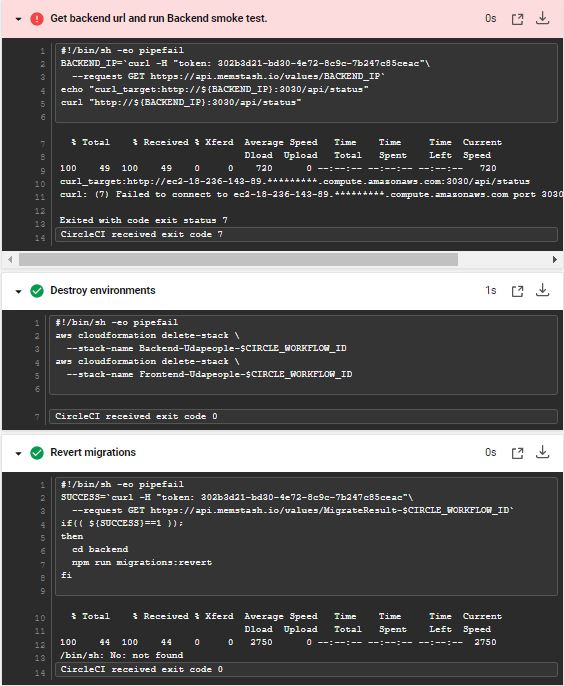 Get backend url and run Backend smoke test.
0s
1 #!/bin/sh -eo pipefail
2 BACKEND_IP=`curl -H "token: 302b3d21-bd30-4e72-8c9c-7b247c85ceac"\
3 --request GET https://api.memstash.io/values/BACKEND_IP`
4 echo "curl_target:http://${BACKEND_IP}:3030/api/status"
5 curl "http://${BACKEND_IP}:3030/api/status"
6
7 % Total % Received % Xferd Average Speed Time Time Time Current
8 Dload Upload Total Spent Left Speed
9 100 49 100 49 0 0 720 0 --:--:-- --:--:-- --:--:-- 720
10 curl_target:http://ec2-18-236-143-89.*********.compute.amazonaws.com:3030/api/status
11 curl: (7) Failed to connect to ec2-18-236-143-89.*********.compute.amazonaws.com port 3030
12
13 Exited with code exit status 7
14 CircleCI received exit code 7
Destroy environments
1s
1 #!/bin/sh -eo pipefail
2 aws cloudformation delete-stack \
3 --stack-name Backend-Udapeople-$CIRCLE_WORKFLOW_ID
4 aws cloudformation delete-stack \
5 --stack-name Frontend-Udapeople-$CIRCLE_WORKFLOW_ID
6
7 CircleCI received exit code 0
Revert migrations
0s
1 #!/bin/sh -eo pipefail
2 SUCCESS=`curl -H "token: 302b3d21-bd30-4e72-8c9c-7b247c85ceac"\
3 --request GET https://api.memstash.io/values/MigrateResult-$CIRCLE_WORKFLOW_ID`
4 if(( ${SUCCESS}==1 ));
5 then
6 cd backend
7 npm run migrations:revert
8 fi
9
10 % Total % Received % Xferd Average Speed Time Time Time Current
11 Dload Upload Total Spent Left Speed
12 100 44 100 44 0 0 2750 0 --:--:-- --:--:-- --:--:-- 2750
13 /bin/sh: No: not found
14 CircleCI received exit code 0